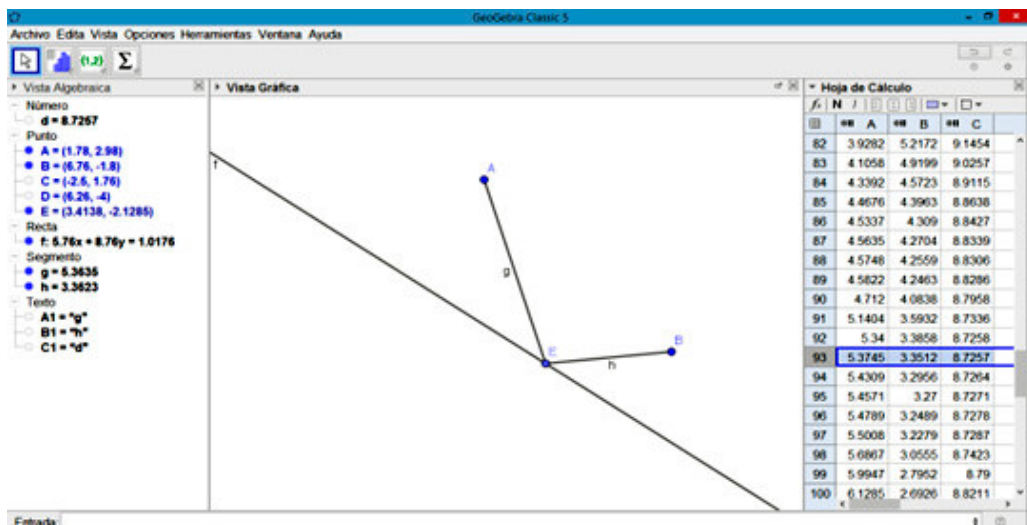 GeoGebra Classic 5
Archivo Edita Vista Opciones Herramientas Ventana Ayuda
(1,2) Σ
Vista Algebraica
Número
d = 8.7257
Punto
A = (1.78, 2.98)
B = (6.76, -1.8)
C = (-2.5, 1.76)
D = (6.26, -4)
E = (3.4138, -2.1285)
Recta
f: 5.76x + 8.76y = 1.0176
Segmento
g = 5.3635
h = 3.3623
Texto
A1 = "g"
B1 = "h"
C1 = "d"
Vista Gráfica
f
A
g
E
B
h
Hoja de Cálculo
fx N I
A B C
82 3.9282 5.2172 9.1454
83 4.1058 4.9199 9.0257
84 4.3392 4.5723 8.9115
85 4.4676 4.3963 8.8638
86 4.5337 4.309 8.8427
87 4.5635 4.2704 8.8339
88 4.5748 4.2559 8.8306
89 4.5822 4.2463 8.8286
90 4.712 4.0838 8.7958
91 5.1404 3.5932 8.7336
92 5.34 3.3858 8.7258
93 5.3745 3.3512 8.7257
94 5.4309 3.2956 8.7264
95 5.4571 3.27 8.7271
96 5.4789 3.2489 8.7278
97 5.5008 3.2279 8.7287
98 5.6867 3.0555 8.7423
99 5.9947 2.7952 8.79
100 6.1285 2.6926 8.8211
Entrada: